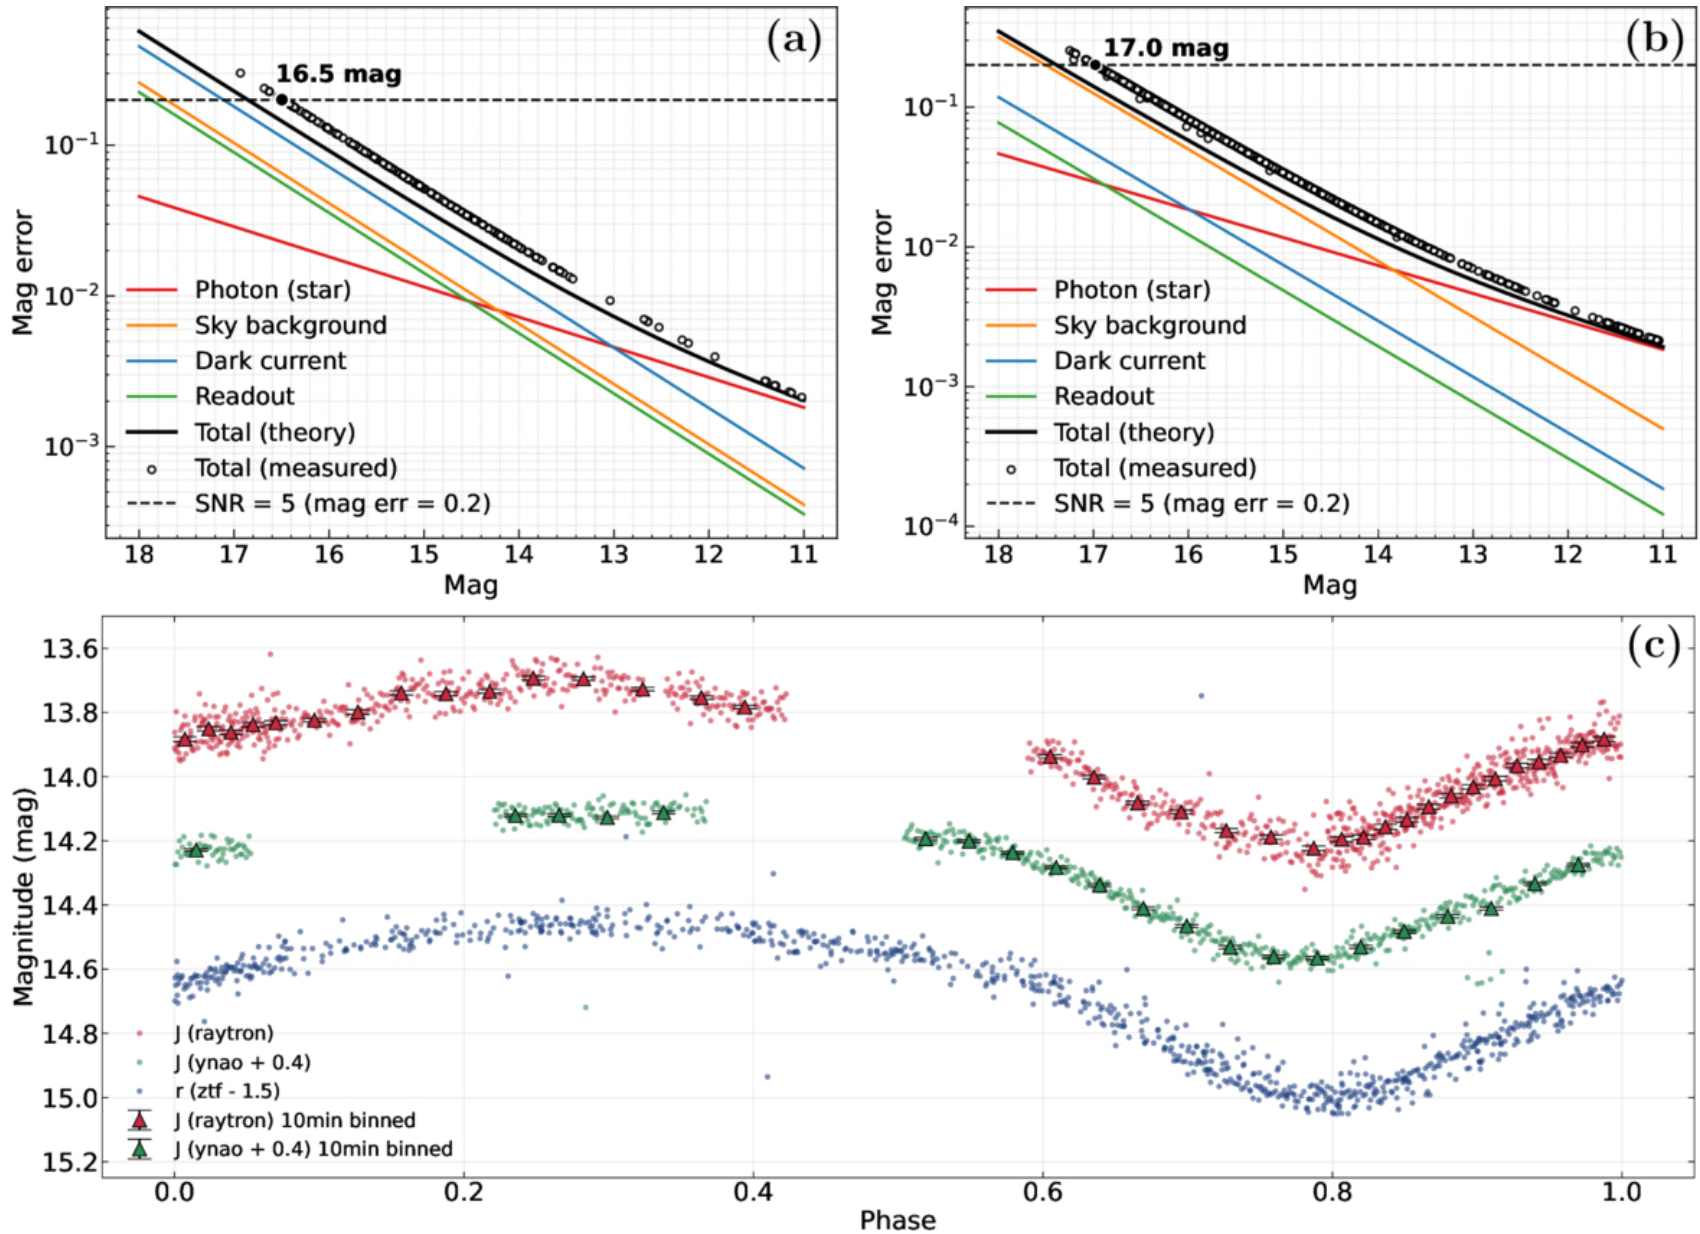 (a)
16.5 mag
10⁻¹
10⁻²
10⁻³
Mag error
Photon (star)
Sky background
Dark current
Readout
Total (theory)
Total (measured)
SNR = 5 (mag err = 0.2)
18 17 16 15 14 13 12 11
Mag
(b)
17.0 mag
10⁻¹
10⁻²
10⁻³
10⁻⁴
Mag error
Photon (star)
Sky background
Dark current
Readout
Total (theory)
Total (measured)
SNR = 5 (mag err = 0.2)
18 17 16 15 14 13 12 11
Mag
(c)
13.6
13.8
14.0
14.2
14.4
14.6
14.8
15.0
15.2
Magnitude (mag)
J (raytron)
J (ynao + 0.4)
r (ztf - 1.5)
J (raytron) 10min binned
J (ynao + 0.4) 10min binned
0.0 0.2 0.4 0.6 0.8 1.0
Phase